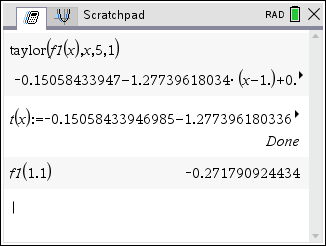 Scratchpad RAD
taylor(f1(x),x,5,1)
-0.15058433947-1.27739618034·(x-1.)+0.▸
t(x):=-0.15058433946985-1.277396180336▸
Done
f1(1.1) -0.271790924434